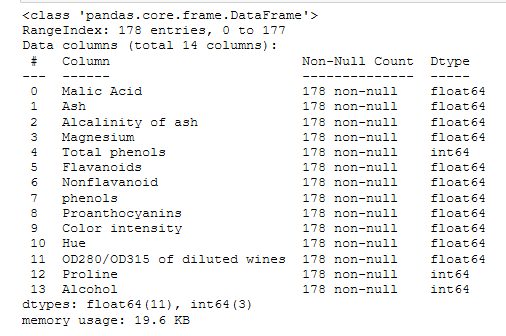 <class 'pandas.core.frame.DataFrame'>
RangeIndex: 178 entries, 0 to 177
Data columns (total 14 columns):
 #   Column                        Non-Null Count  Dtype
---  ------                        --------------  -----
 0   Malic Acid                    178 non-null    float64
 1   Ash                           178 non-null    float64
 2   Alcalinity of ash             178 non-null    float64
 3   Magnesium                     178 non-null    float64
 4   Total phenols                 178 non-null    int64
 5   Flavanoids                    178 non-null    float64
 6   Nonflavanoid                  178 non-null    float64
 7   phenols                       178 non-null    float64
 8   Proanthocyanins               178 non-null    float64
 9   Color intensity               178 non-null    float64
 10  Hue                           178 non-null    float64
 11  OD280/OD315 of diluted wines  178 non-null    float64
 12  Proline                       178 non-null    int64
 13  Alcohol                       178 non-null    int64
dtypes: float64(11), int64(3)
memory usage: 19.6 KB